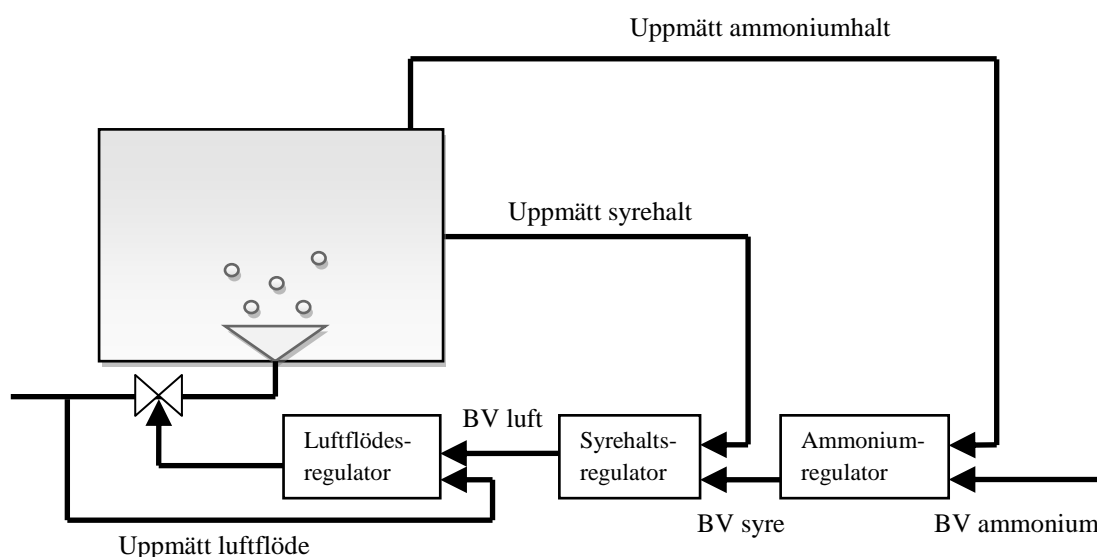 Uppmätt ammoniumhalt
Uppmätt syrehalt
BV luft
Luftflödes-
regulator
Syrehalts-
regulator
Ammonium-
regulator
BV syre
BV ammonium
Uppmätt luftflöde